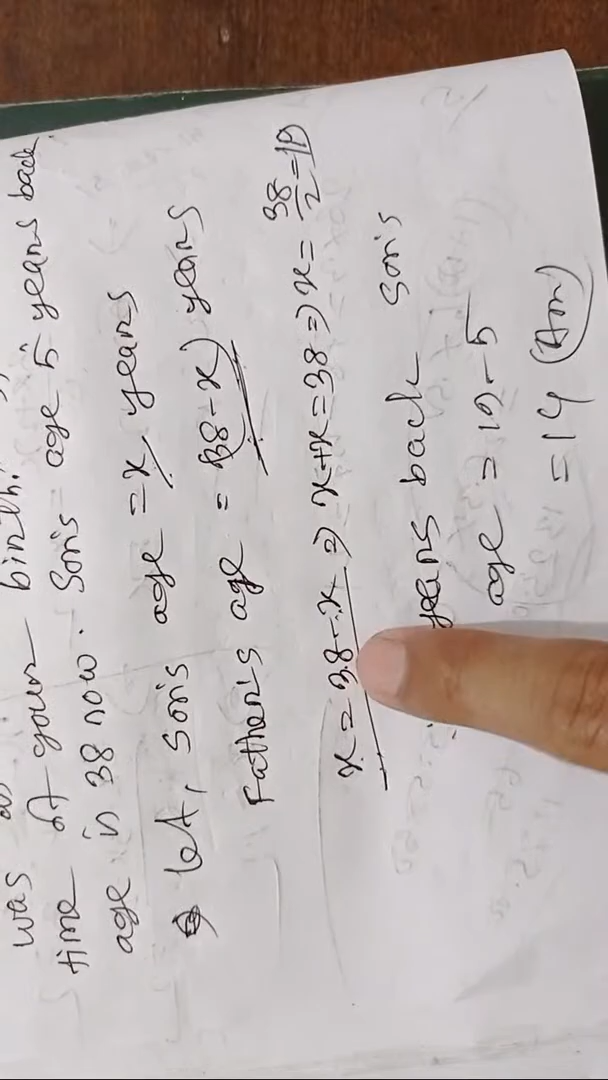 was as
time of your birth.
age is 38 now. Son's age 5 years back.
let, Son's age = x years
Father's age = (38-x) years
x = 38-x ⇒ x+x=38 ⇒ x = 38/2 = 19
years back Son's
age = 19-5
= 14 (Ans)